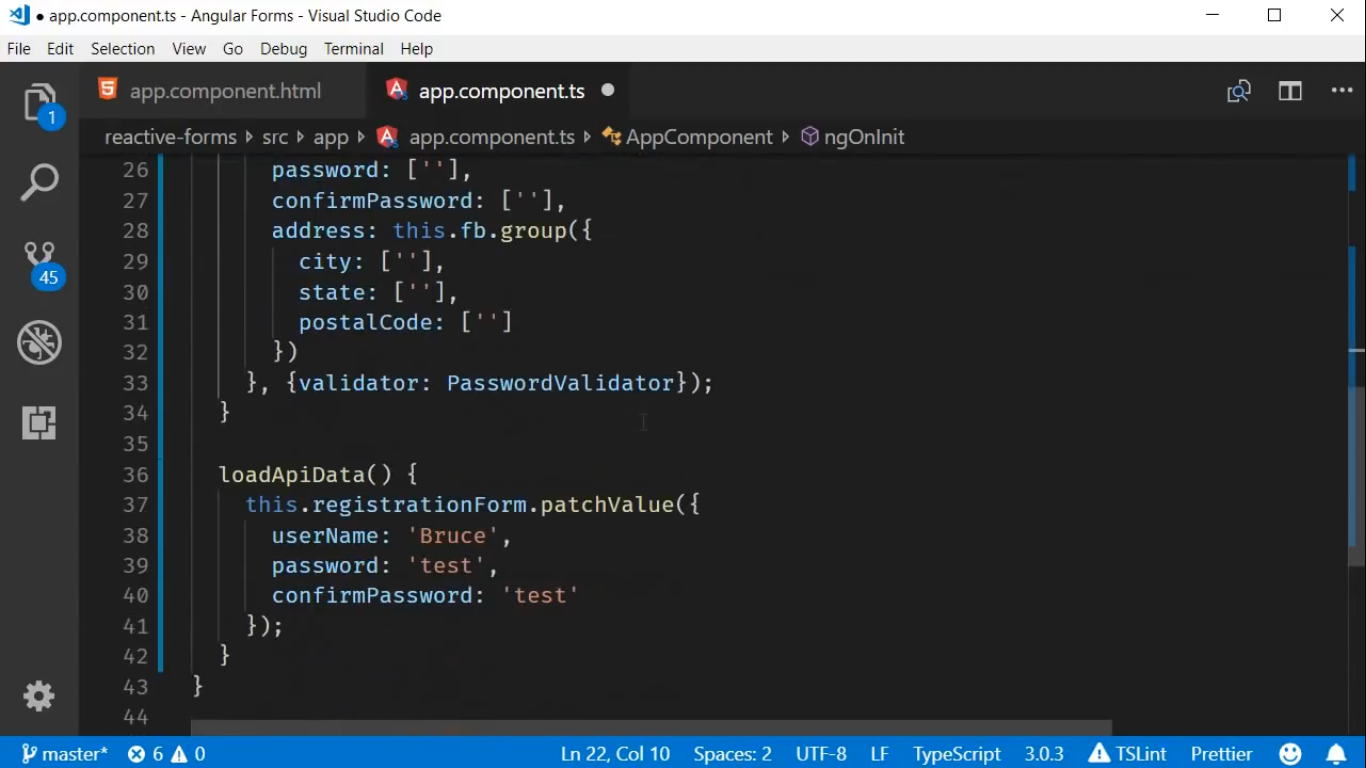 app.component.ts - Angular Forms - Visual Studio Code
File Edit Selection View Go Debug Terminal Help
app.component.html app.component.ts
reactive-forms src app app.component.ts AppComponent ngOnInit
1
45
26 password: [''],
27 confirmPassword: [''],
28 address: this.fb.group({
29 city: [''],
30 state: [''],
31 postalCode: ['']
32 })
33 }, {validator: PasswordValidator});
34 }
35
36 loadApiData() {
37 this.registrationForm.patchValue({
38 userName: 'Bruce',
39 password: 'test',
40 confirmPassword: 'test'
41 });
42 }
43 }
44
master* 6 0 Ln 22, Col 10 Spaces: 2 UTF-8 LF TypeScript 3.0.3 TSLint Prettier